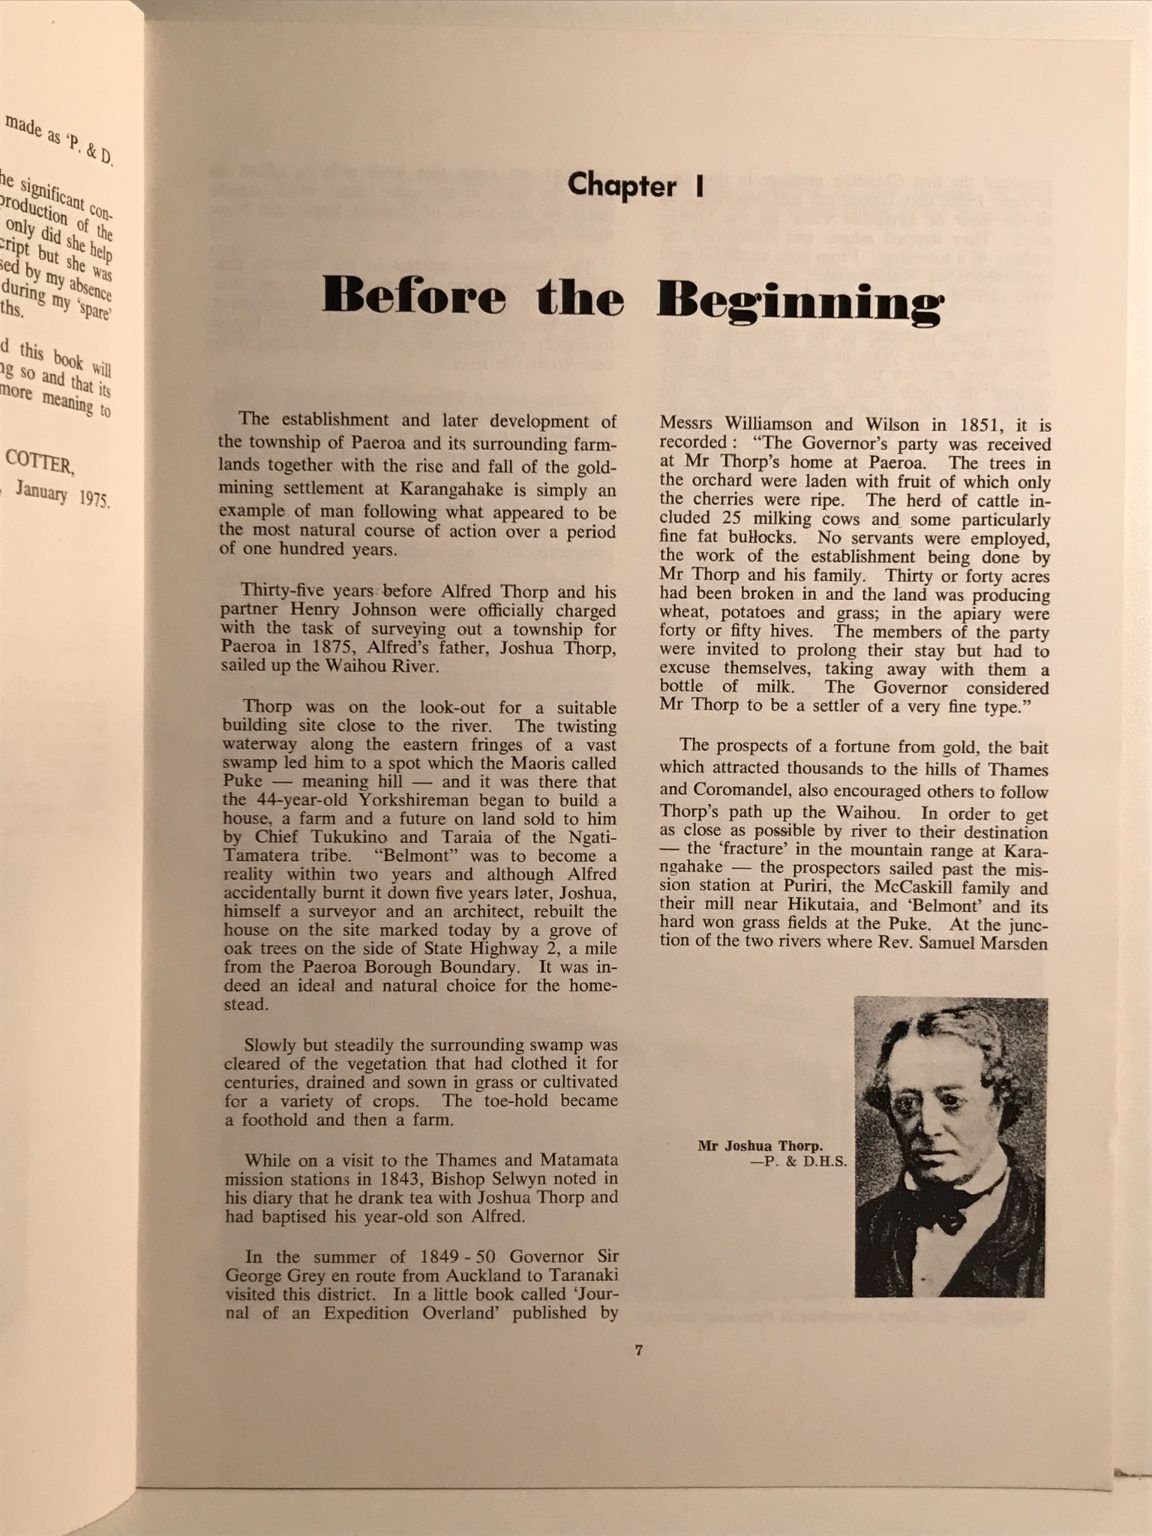 made as 'P. & D.
he significant con-
production of the
only did she help
cript but she was
sed by my absence
during my 'spare'
ths.
d this book will
ng so and that its
more meaning to
COTTER,
January 1975.
Chapter I
Before the Beginning
The establishment and later development of
the township of Paeroa and its surrounding farm-
lands together with the rise and fall of the gold-
mining settlement at Karangahake is simply an
example of man following what appeared to be
the most natural course of action over a period
of one hundred years.
Thirty-five years before Alfred Thorp and his
partner Henry Johnson were officially charged
with the task of surveying out a township for
Paeroa in 1875, Alfred's father, Joshua Thorp,
sailed up the Waihou River.
Thorp was on the look-out for a suitable
building site close to the river. The twisting
waterway along the eastern fringes of a vast
swamp led him to a spot which the Maoris called
Puke — meaning hill — and it was there that
the 44-year-old Yorkshireman began to build a
house, a farm and a future on land sold to him
by Chief Tukukino and Taraia of the Ngati-
Tamatera tribe. "Belmont" was to become a
reality within two years and although Alfred
accidentally burnt it down five years later, Joshua,
himself a surveyor and an architect, rebuilt the
house on the site marked today by a grove of
oak trees on the side of State Highway 2, a mile
from the Paeroa Borough Boundary. It was in-
deed an ideal and natural choice for the home-
stead.
Slowly but steadily the surrounding swamp was
cleared of the vegetation that had clothed it for
centuries, drained and sown in grass or cultivated
for a variety of crops. The toe-hold became
a foothold and then a farm.
While on a visit to the Thames and Matamata
mission stations in 1843, Bishop Selwyn noted in
his diary that he drank tea with Joshua Thorp and
had baptised his year-old son Alfred.
In the summer of 1849 - 50 Governor Sir
George Grey en route from Auckland to Taranaki
visited this district. In a little book called 'Jour-
nal of an Expedition Overland' published by
Messrs Williamson and Wilson in 1851, it is
recorded : "The Governor's party was received
at Mr Thorp's home at Paeroa. The trees in
the orchard were laden with fruit of which only
the cherries were ripe. The herd of cattle in-
cluded 25 milking cows and some particularly
fine fat bullocks. No servants were employed,
the work of the establishment being done by
Mr Thorp and his family. Thirty or forty acres
had been broken in and the land was producing
wheat, potatoes and grass; in the apiary were
forty or fifty hives. The members of the party
were invited to prolong their stay but had to
excuse themselves, taking away with them a
bottle of milk. The Governor considered
Mr Thorp to be a settler of a very fine type."
The prospects of a fortune from gold, the bait
which attracted thousands to the hills of Thames
and Coromandel, also encouraged others to follow
Thorp's path up the Waihou. In order to get
as close as possible by river to their destination
— the 'fracture' in the mountain range at Kara-
ngahake — the prospectors sailed past the mis-
sion station at Puriri, the McCaskill family and
their mill near Hikutaia, and 'Belmont' and its
hard won grass fields at the Puke. At the junc-
tion of the two rivers where Rev. Samuel Marsden
Mr Joshua Thorp.
—P. & D.H.S.
7